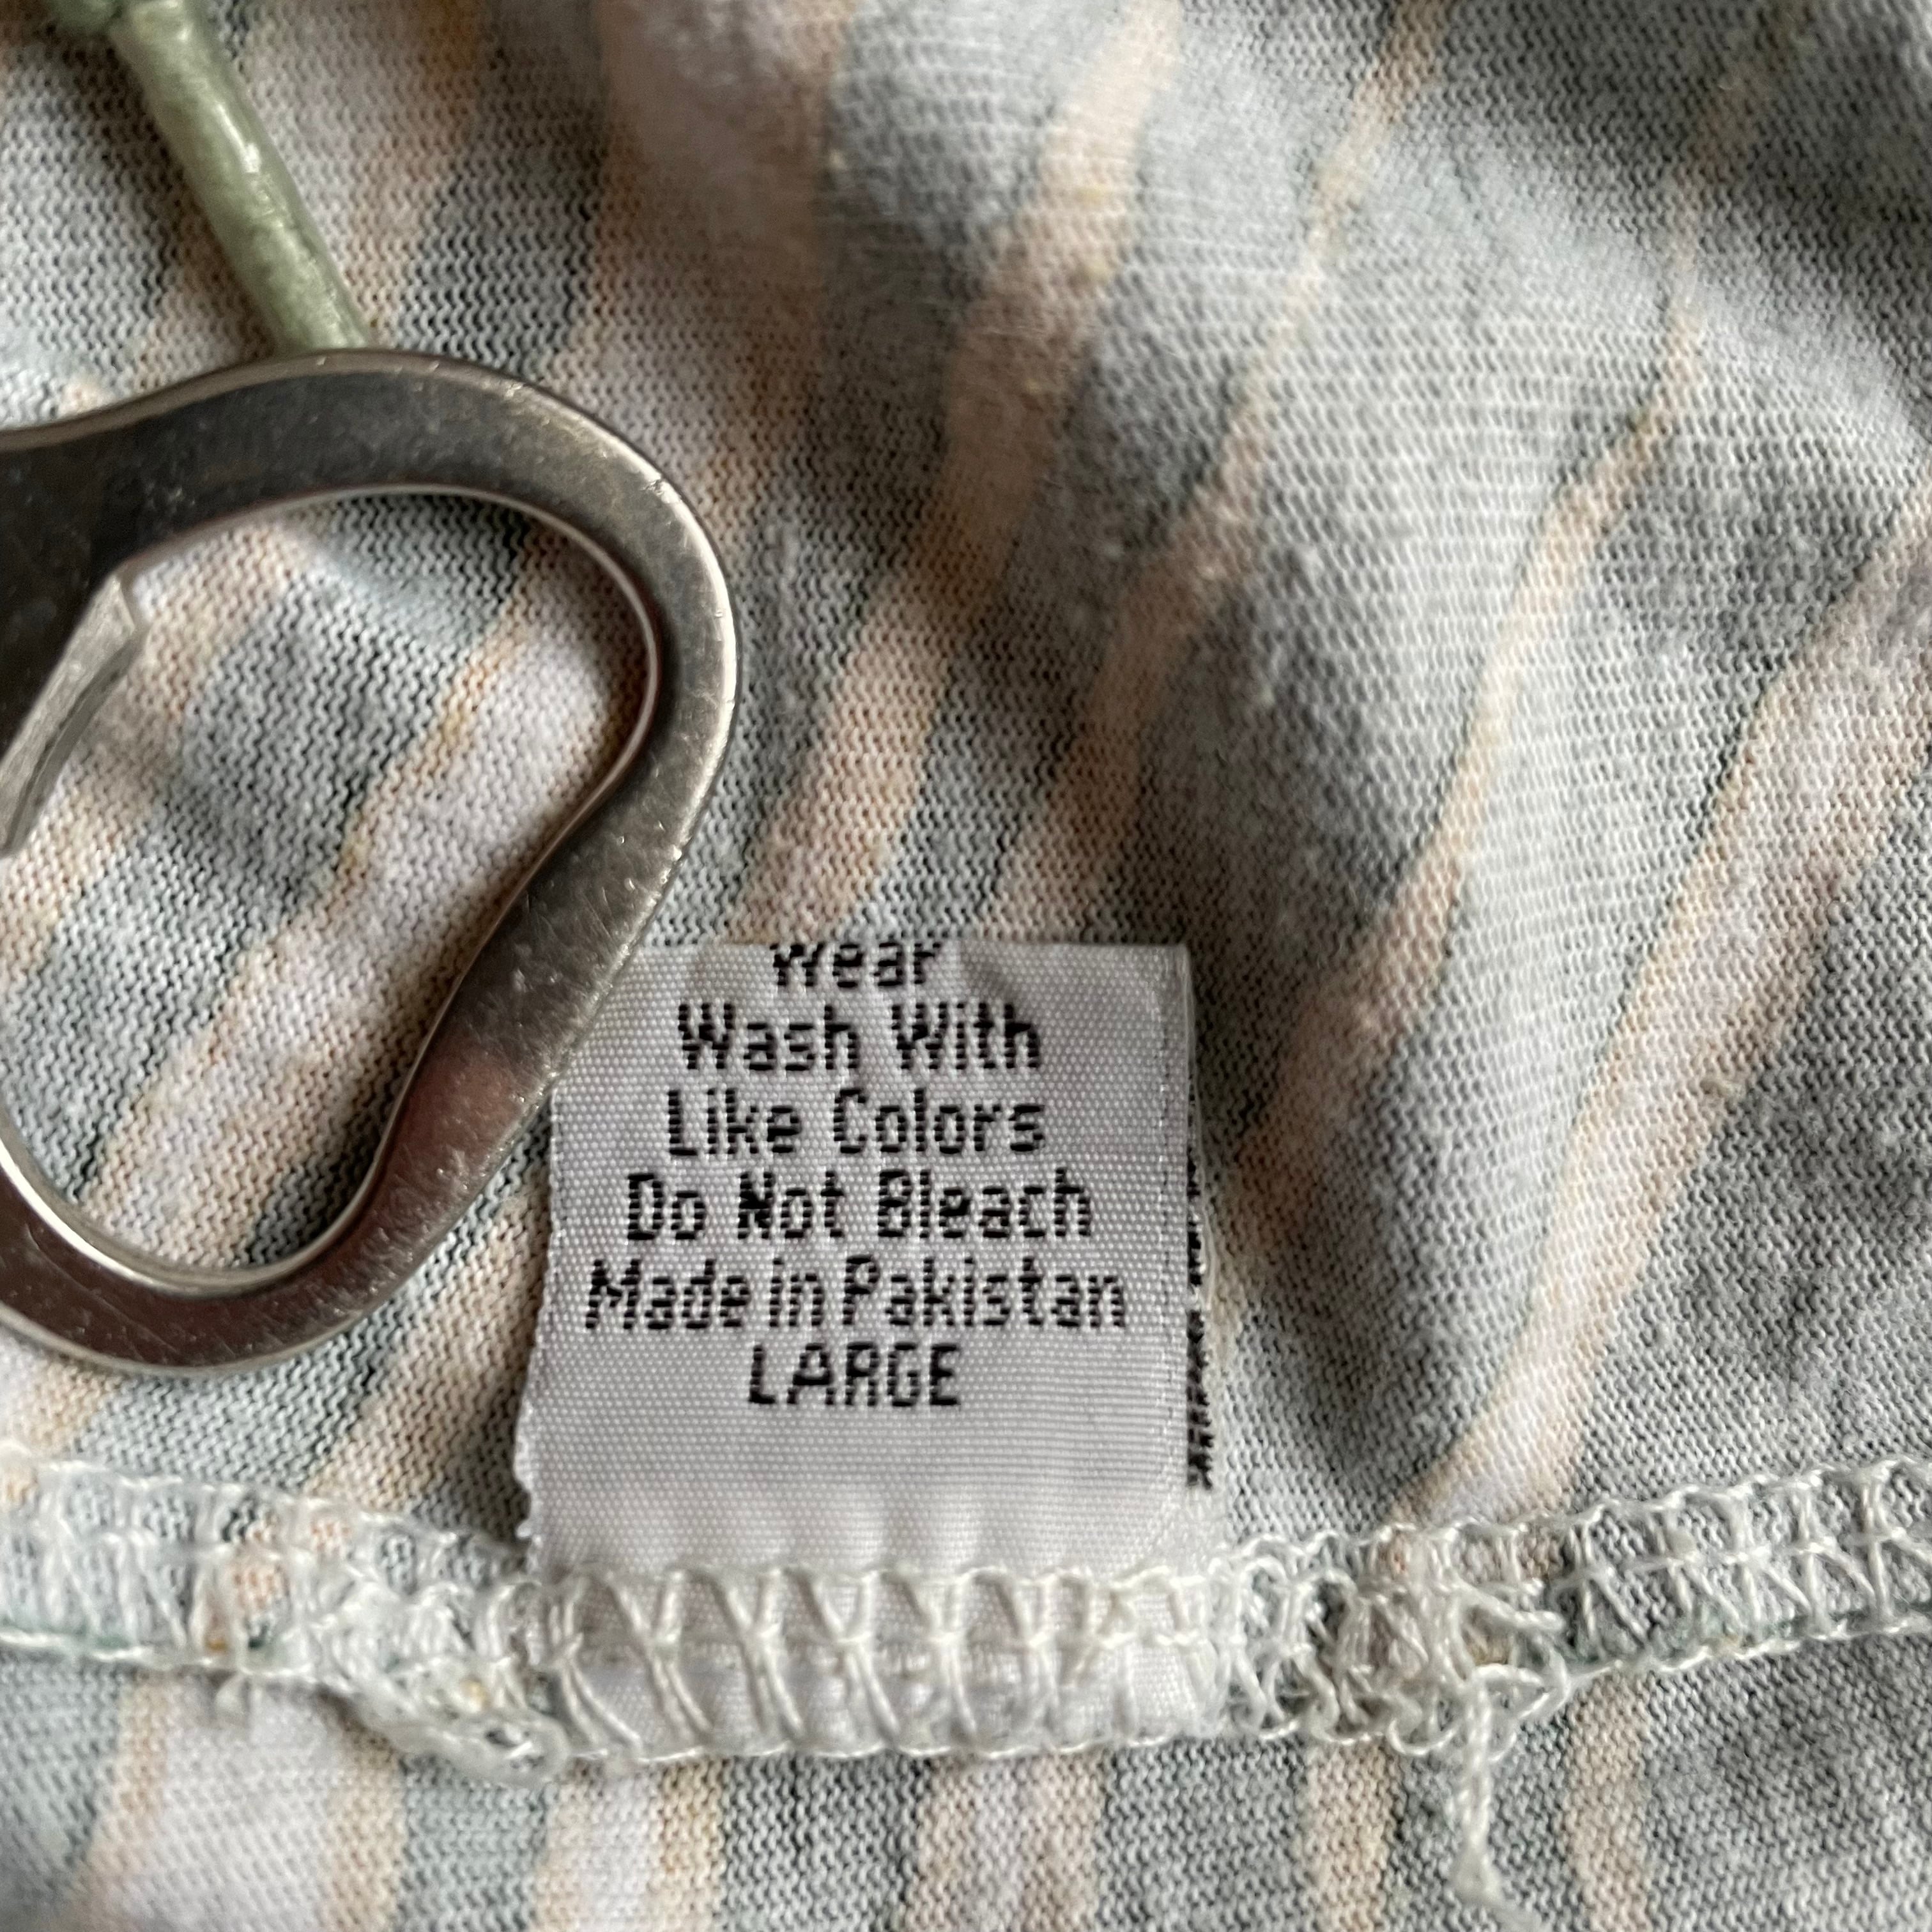 Wear
Wash With
Like Colors
Do Not Bleach
Made in Pakistan
LARGE